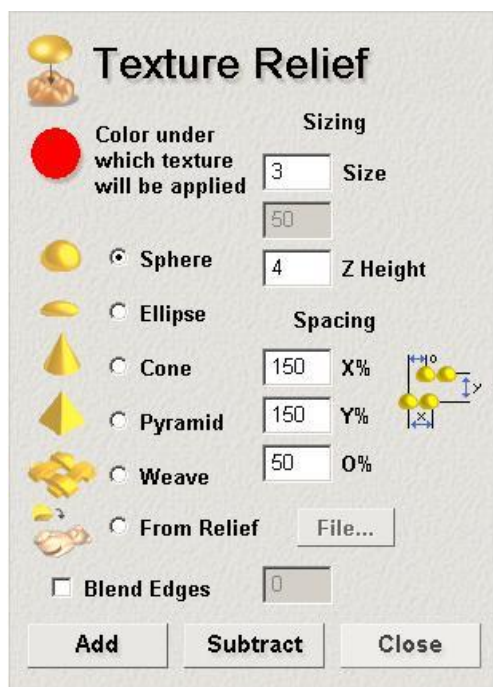 Texture Relief
Color under
which texture
will be applied
Sizing
3 Size
50
4 Z Height
Sphere
Ellipse
Cone
Pyramid
Weave
From Relief File...
Spacing
150 X%
150 Y%
50 O%
o
y
x
Blend Edges 0
Add Subtract Close